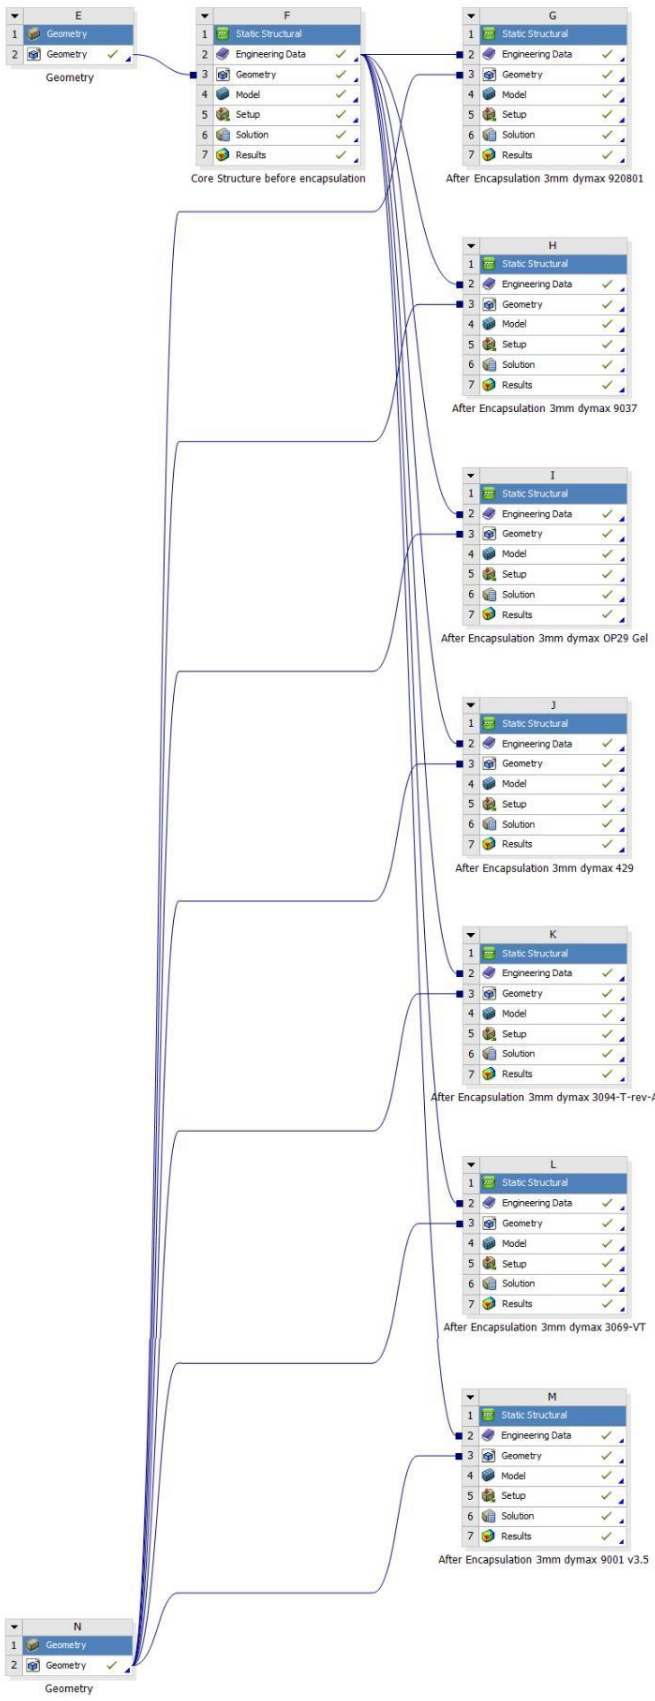 E
1 Geometry
2 Geometry
Geometry
F
1 Static Structural
2 Engineering Data
3 Geometry
4 Model
5 Setup
6 Solution
7 Results
Core Structure before encapsulation
G
1 Static Structural
2 Engineering Data
3 Geometry
4 Model
5 Setup
6 Solution
7 Results
After Encapsulation 3mm dymax 920801
H
1 Static Structural
2 Engineering Data
3 Geometry
4 Model
5 Setup
6 Solution
7 Results
After Encapsulation 3mm dymax 9037
I
1 Static Structural
2 Engineering Data
3 Geometry
4 Model
5 Setup
6 Solution
7 Results
After Encapsulation 3mm dymax OP29 Gel
J
1 Static Structural
2 Engineering Data
3 Geometry
4 Model
5 Setup
6 Solution
7 Results
After Encapsulation 3mm dymax 429
K
1 Static Structural
2 Engineering Data
3 Geometry
4 Model
5 Setup
6 Solution
7 Results
After Encapsulation 3mm dymax 3094-T-rev-A
L
1 Static Structural
2 Engineering Data
3 Geometry
4 Model
5 Setup
6 Solution
7 Results
After Encapsulation 3mm dymax 3069-VT
M
1 Static Structural
2 Engineering Data
3 Geometry
4 Model
5 Setup
6 Solution
7 Results
After Encapsulation 3mm dymax 9001 v3.5
N
1 Geometry
2 Geometry
Geometry